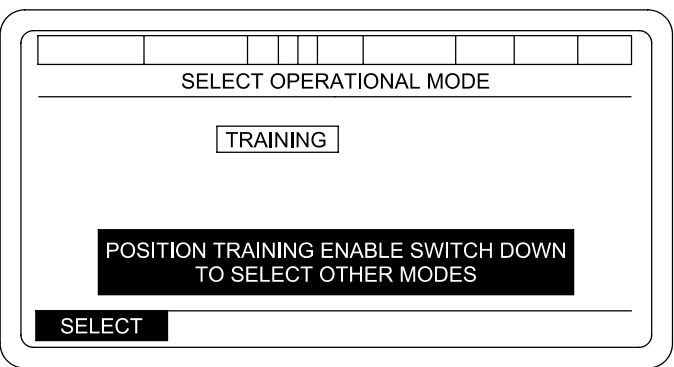 SELECT OPERATIONAL MODE
TRAINING
POSITION TRAINING ENABLE SWITCH DOWN
TO SELECT OTHER MODES
SELECT